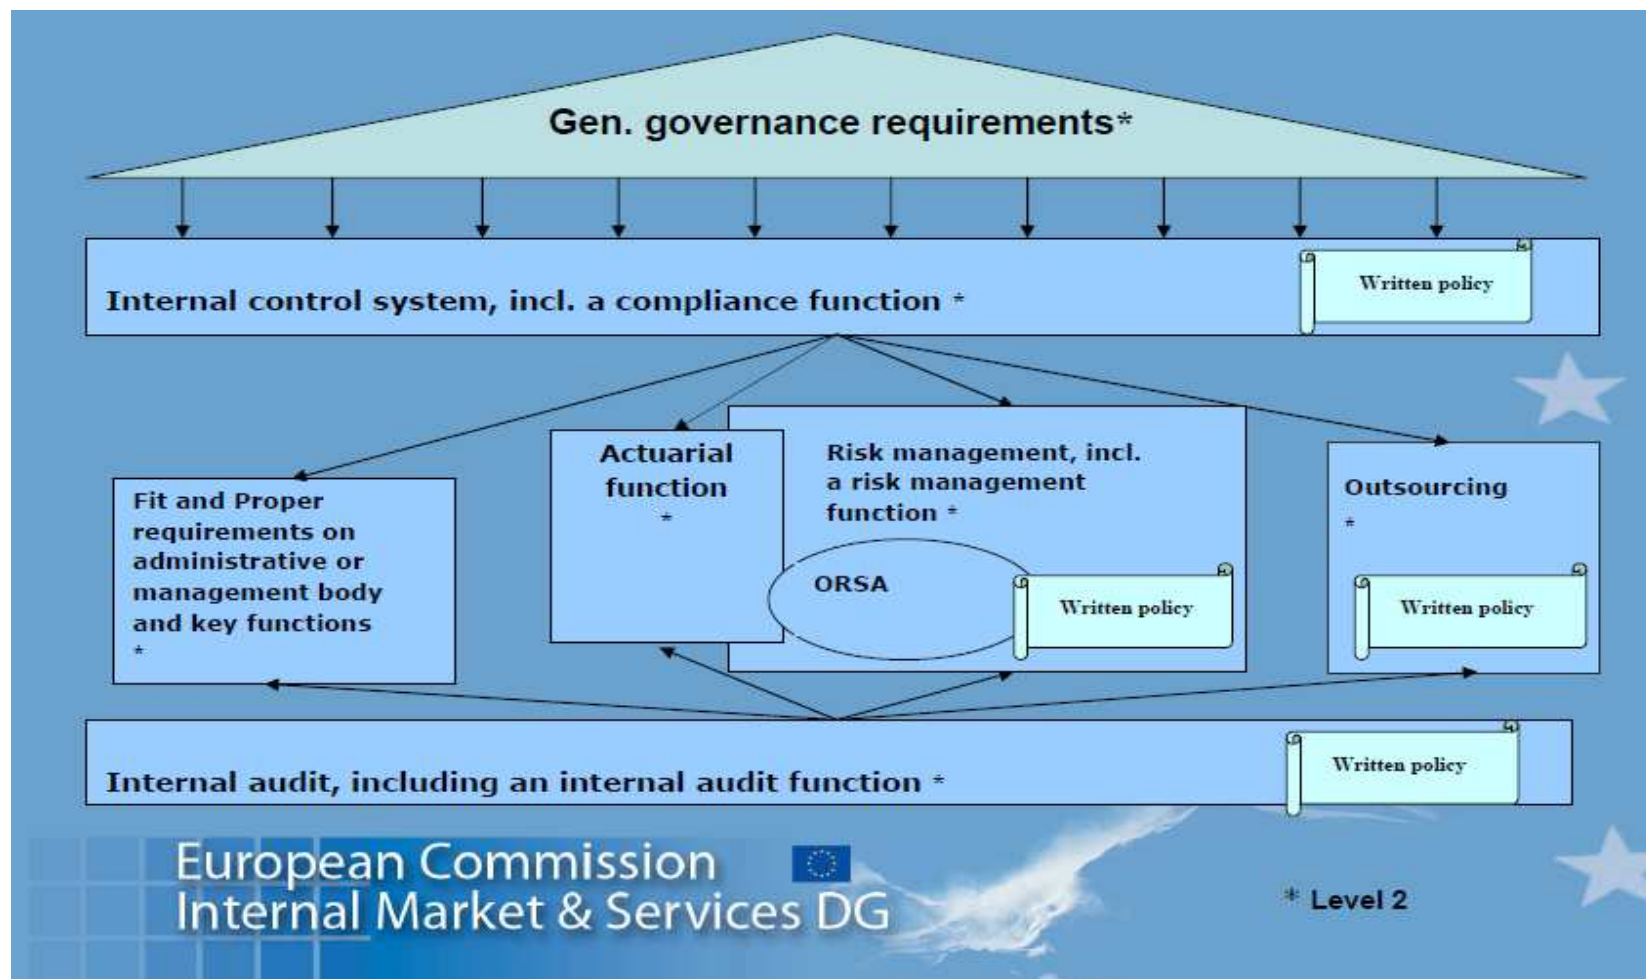 Gen. governance requirements*
Internal control system, incl. a compliance function *
Written policy
Fit and Proper
requirements on
administrative or
management body
and key functions
*
Actuarial
function
*
Risk management, incl.
a risk management
function *
ORSA
Written policy
Outsourcing
*
Written policy
Internal audit, including an internal audit function *
Written policy
European Commission
Internal Market & Services DG
* Level 2